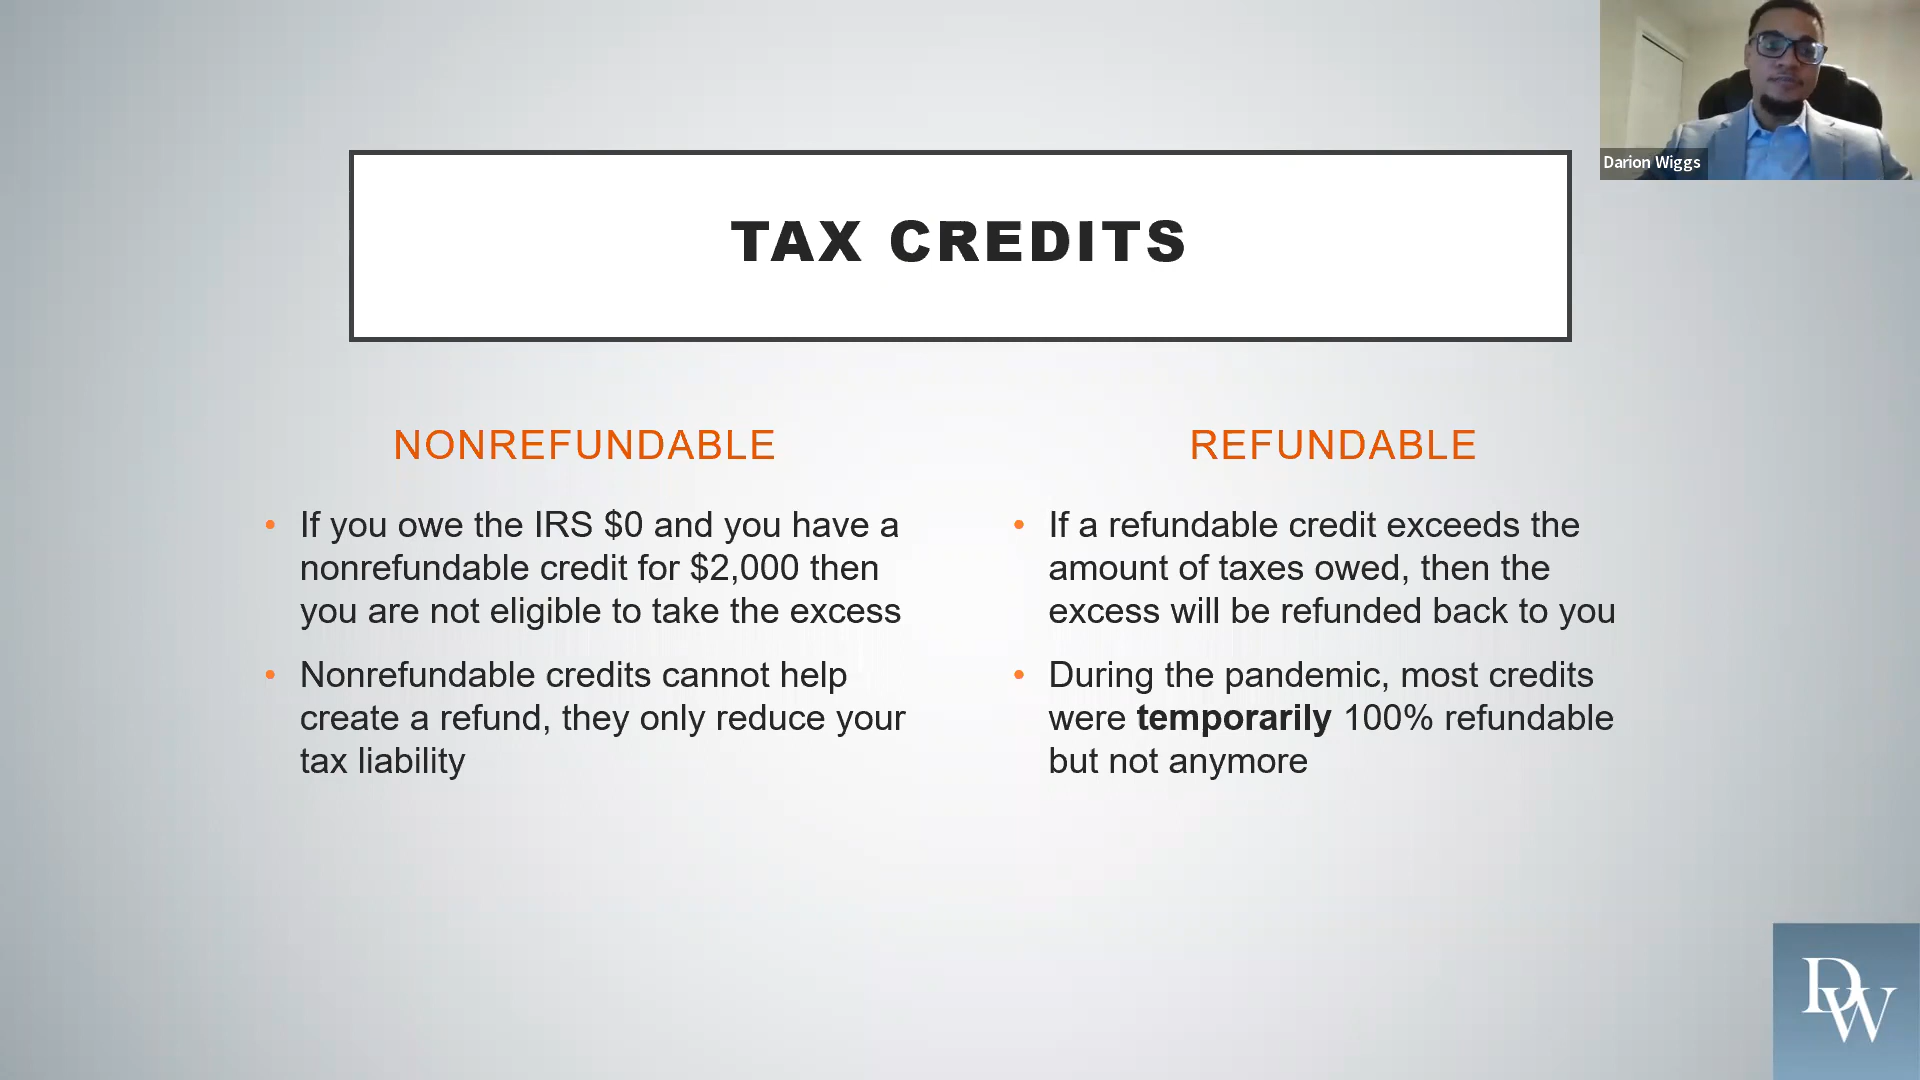 Darion Wiggs
TAX CREDITS
NONREFUNDABLE
• If you owe the IRS $0 and you have a
nonrefundable credit for $2,000 then
you are not eligible to take the excess
• Nonrefundable credits cannot help
create a refund, they only reduce your
tax liability
REFUNDABLE
• If a refundable credit exceeds the
amount of taxes owed, then the
excess will be refunded back to you
• During the pandemic, most credits
were temporarily 100% refundable
but not anymore
DW